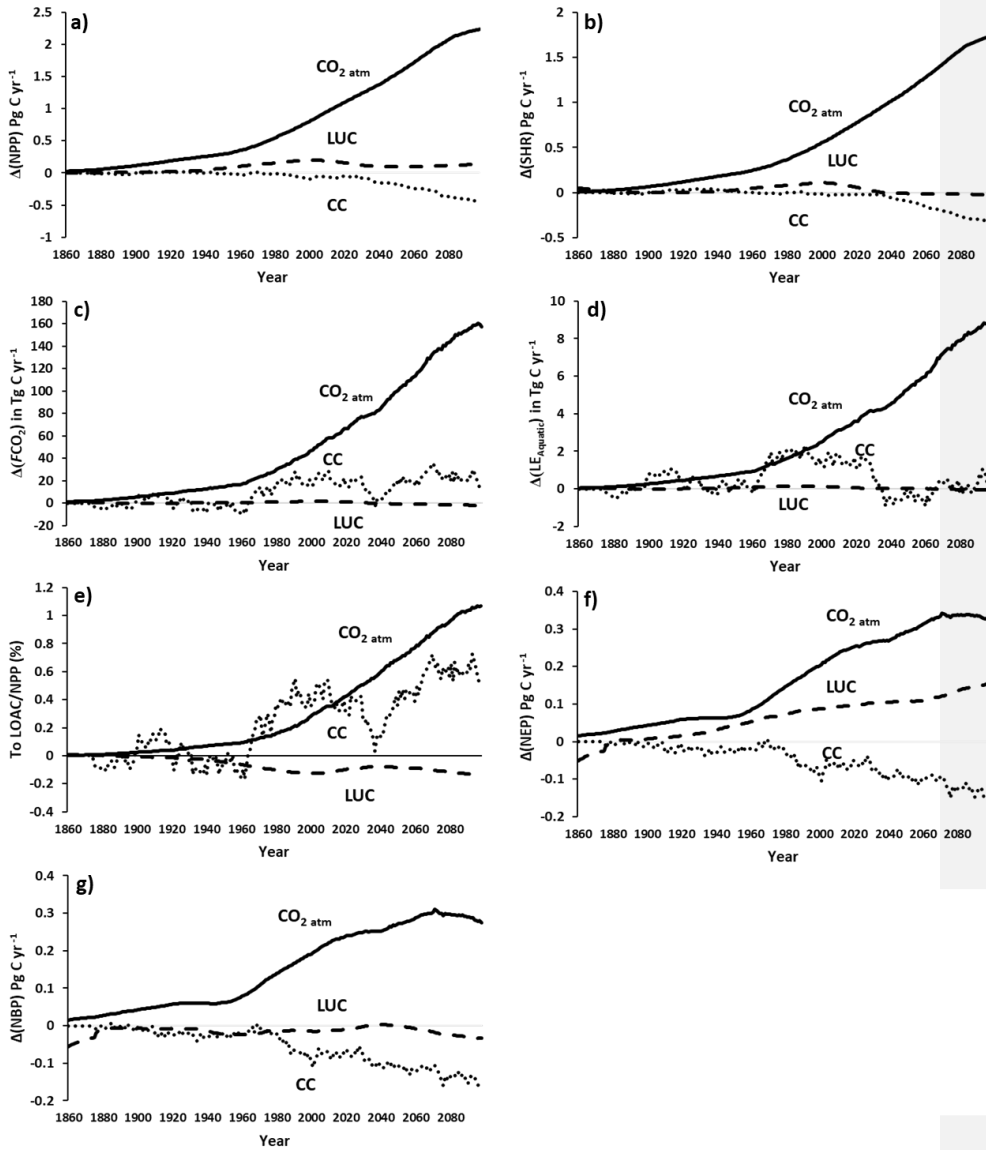 a)
Δ(NPP) Pg C yr⁻¹
2.5
2
1.5
1
0.5
0
-0.5
-1
CO₂ atm
LUC
CC
1860 1880 1900 1920 1940 1960 1980 2000 2020 2040 2060 2080
Year
b)
Δ(SHR) Pg C yr⁻¹
2
1.5
1
0.5
0
-0.5
CO₂ atm
LUC
CC
1860 1880 1900 1920 1940 1960 1980 2000 2020 2040 2060 2080
Year
c)
Δ(FCO₂) in Tg C yr⁻¹
180
160
140
120
100
80
60
40
20
0
-20
CO₂ atm
CC
LUC
1860 1880 1900 1920 1940 1960 1980 2000 2020 2040 2060 2080
Year
d)
Δ(LE_Aquatic) in Tg C yr⁻¹
10
8
6
4
2
0
-2
CO₂ atm
CC
LUC
1860 1880 1900 1920 1940 1960 1980 2000 2020 2040 2060 2080
Year
e)
To LOAC/NPP (%)
1.2
1
0.8
0.6
0.4
0.2
0
-0.2
-0.4
CO₂ atm
CC
LUC
1860 1880 1900 1920 1940 1960 1980 2000 2020 2040 2060 2080
Year
f)
Δ(NEP) Pg C yr⁻¹
0.4
0.3
0.2
0.1
0
-0.1
-0.2
CO₂ atm
LUC
CC
1860 1880 1900 1920 1940 1960 1980 2000 2020 2040 2060 2080
Year
g)
Δ(NBP) Pg C yr⁻¹
0.4
0.3
0.2
0.1
0
-0.1
-0.2
CO₂ atm
LUC
CC
1860 1880 1900 1920 1940 1960 1980 2000 2020 2040 2060 2080
Year